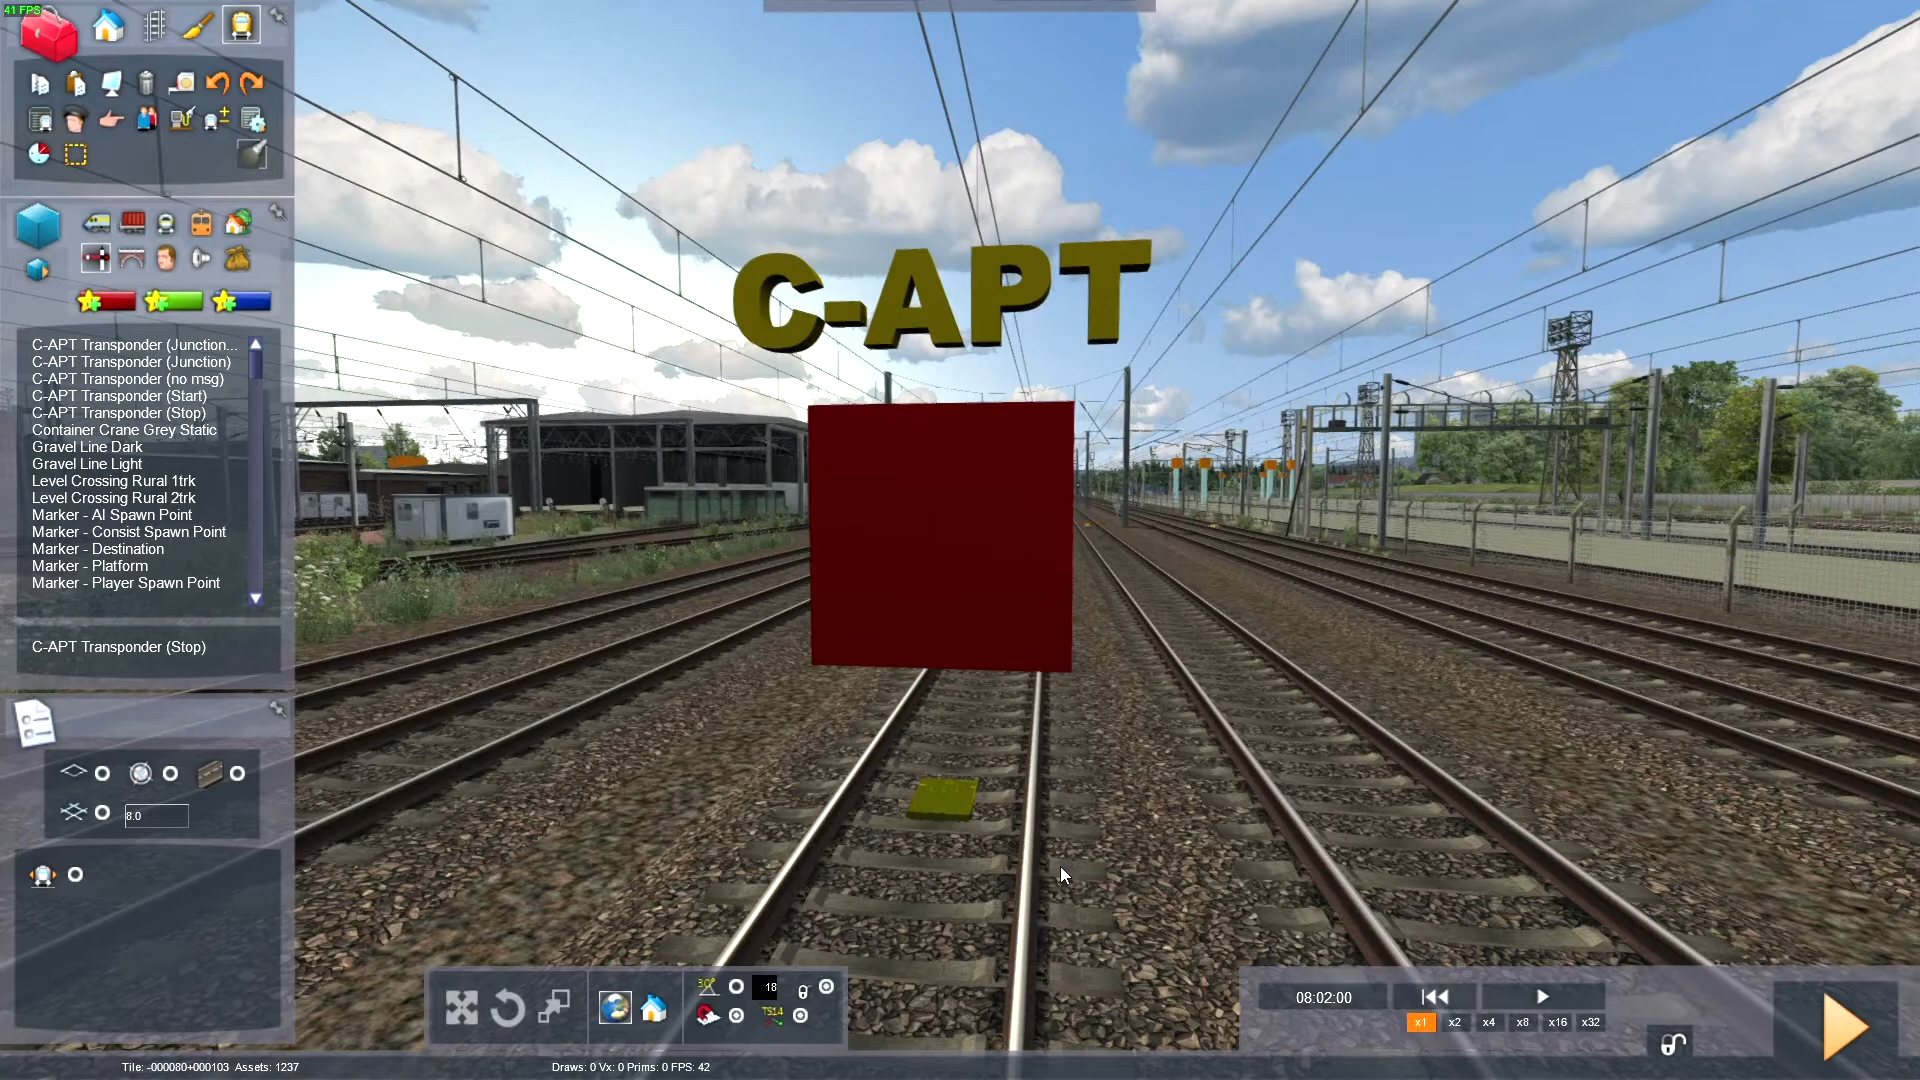 41 FPS
C-APT
C-APT Transponder (Junction...
C-APT Transponder (Junction)
C-APT Transponder (no msg)
C-APT Transponder (Start)
C-APT Transponder (Stop)
Container Crane Grey Static
Gravel Line Dark
Gravel Line Light
Level Crossing Rural 1trk
Level Crossing Rural 2trk
Marker - AI Spawn Point
Marker - Consist Spawn Point
Marker - Destination
Marker - Platform
Marker - Player Spawn Point
C-APT Transponder (Stop)
8.0
30°
18
TS14
08:02:00
x1 x2 x4 x8 x16 x32
Tile: -000080+000103 Assets: 1237
Draws: 0 Vx: 0 Prims: 0 FPS: 42